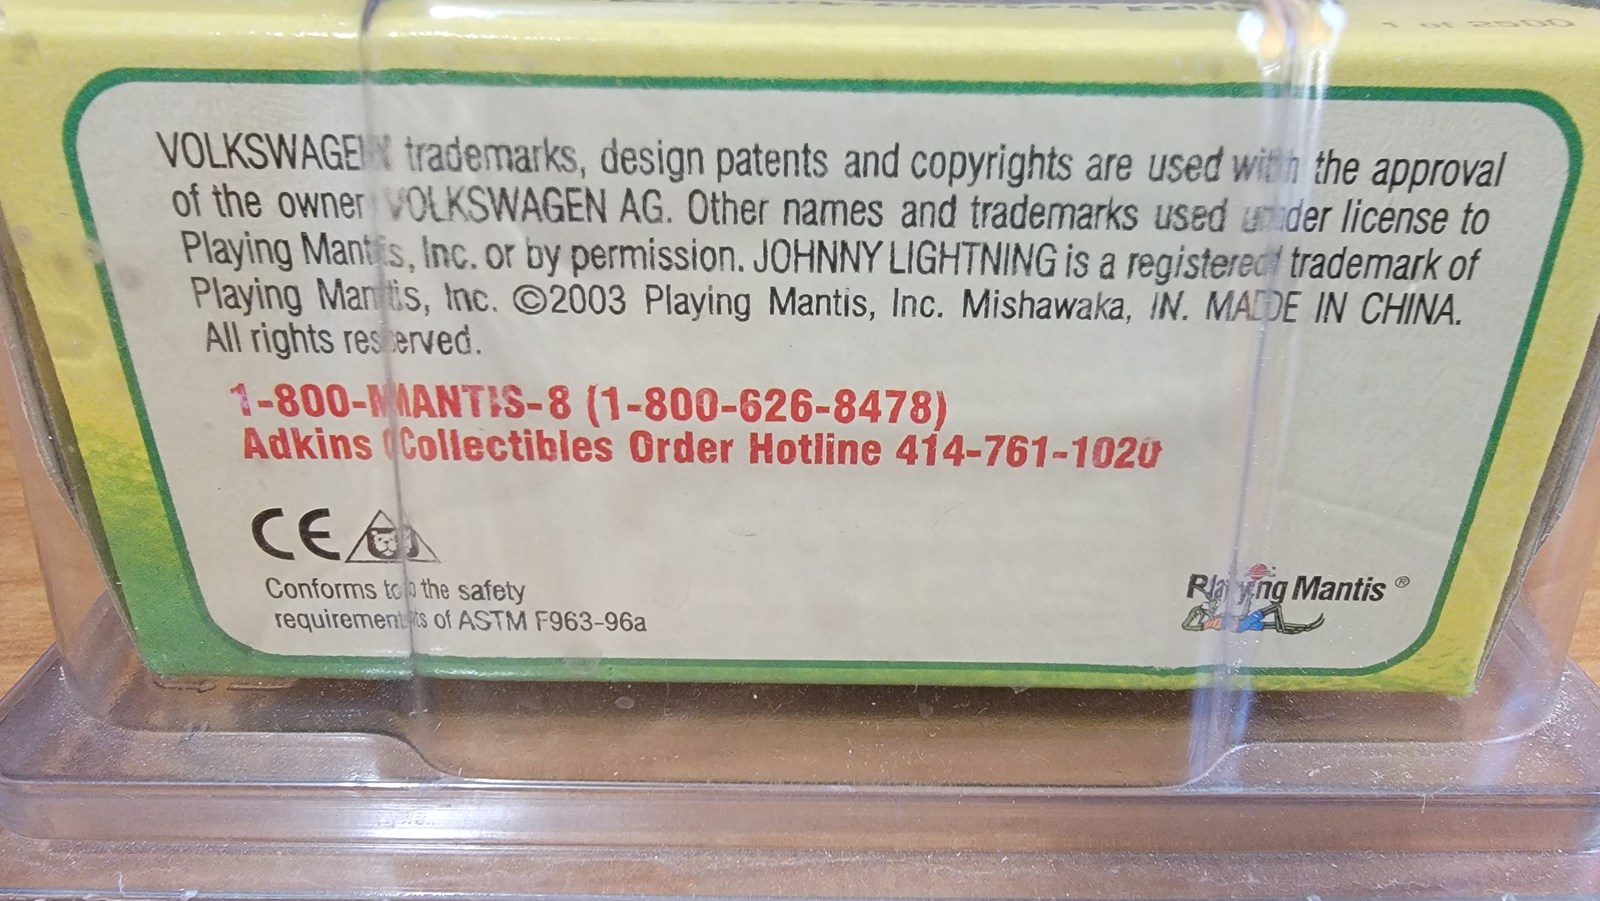 1 of 2500
VOLKSWAGEN trademarks, design patents and copyrights are used with the approval
of the owner VOLKSWAGEN AG. Other names and trademarks used under license to
Playing Mantis, Inc. or by permission. JOHNNY LIGHTNING is a registered trademark of
Playing Mantis, Inc. ©2003 Playing Mantis, Inc. Mishawaka, IN. MADE IN CHINA.
All rights reserved.
1-800-MANTIS-8 (1-800-626-8478)
Adkins Collectibles Order Hotline 414-761-1020
CE
Conforms to the safety
requirements of ASTM F963-96a
Playing Mantis ®